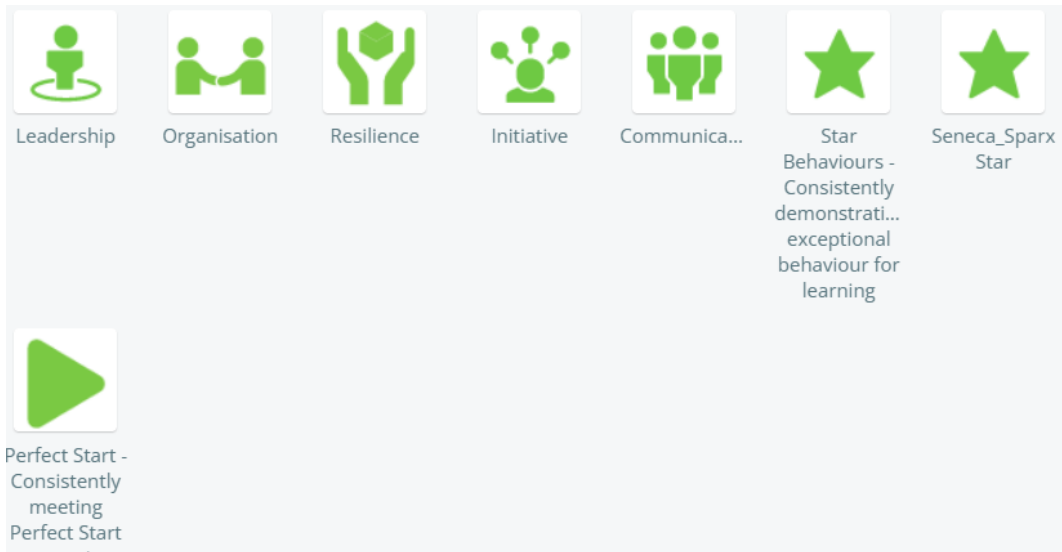 Leadership
Organisation
Resilience
Initiative
Communica...
Star
Behaviours -
Consistently
demonstrati...
exceptional
behaviour for
learning
Seneca_Sparx
Star
Perfect Start -
Consistently
meeting
Perfect Start